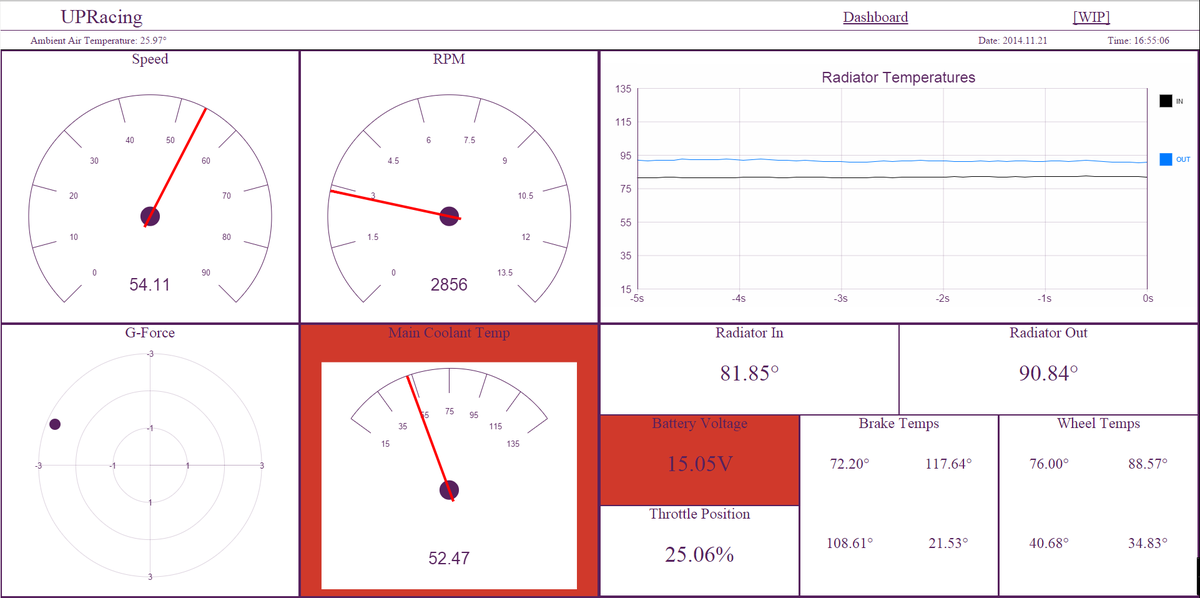 UPRacing Dashboard [WIP]
Ambient Air Temperature: 25.97° Date: 2014.11.21 Time: 16:55:06
Speed
0 10 20 30 40 50 60 70 80 90
54.11
RPM
0 1.5 3 4.5 6 7.5 9 10.5 12 13.5
2856
Radiator Temperatures
135
115
95
75
55
35
15
-5s -4s -3s -2s -1s 0s
IN
OUT
G-Force
-3
-1
-3 -1 1 3
1
3
Main Coolant Temp
15 35 55 75 95 115 135
52.47
Radiator In
81.85°
Radiator Out
90.84°
Battery Voltage
15.05V
Throttle Position
25.06%
Brake Temps
72.20° 117.64°
108.61° 21.53°
Wheel Temps
76.00° 88.57°
40.68° 34.83°